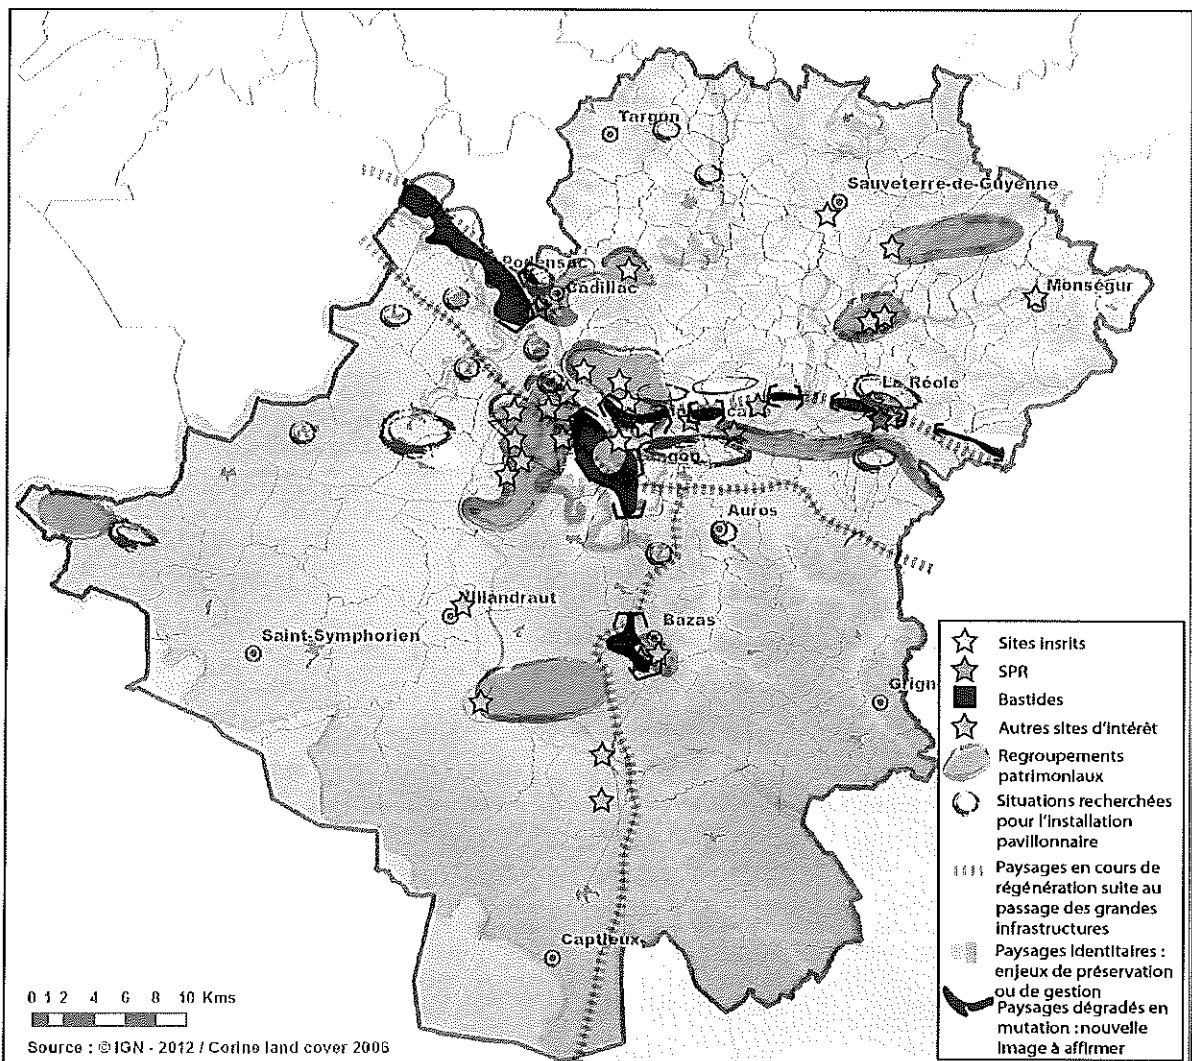 Targon
Sauveterre-de-Guyenne
Podensac
Cadillac
Monségur
La Réole
Auros
Villandraut
Saint-Symphorien
Bazas
Grign
Captieux
Sites insrits
SPR
Bastides
Autres sites d'intérêt
Regroupements
patrimoniaux
Situations recherchées
pour l'installation
pavillonnaire
Paysages en cours de
régénération suite au
passage des grandes
infrastructures
Paysages identitaires :
enjeux de préservation
ou de gestion
Paysages dégradés en
mutation : nouvelle
image à affirmer
0 1 2 4 6 8 10 Kms
Source : © IGN - 2012 / Corine land cover 2006